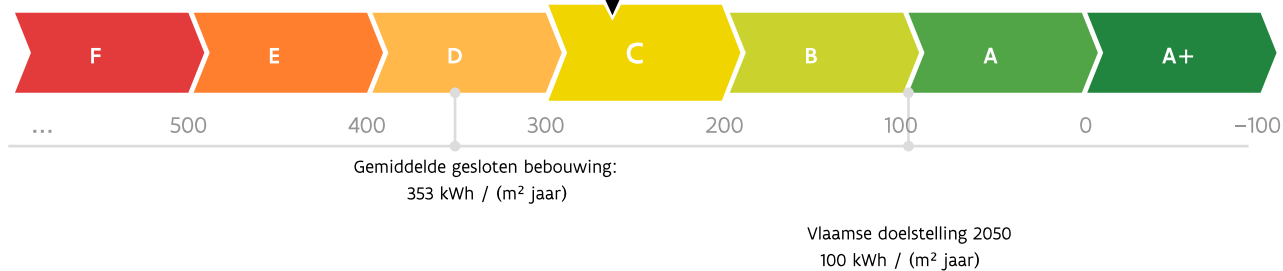 F E D C B A A+
... 500 400 300 200 100 0 –100
Gemiddelde gesloten bebouwing:
353 kWh / (m² jaar)
Vlaamse doelstelling 2050
100 kWh / (m² jaar)